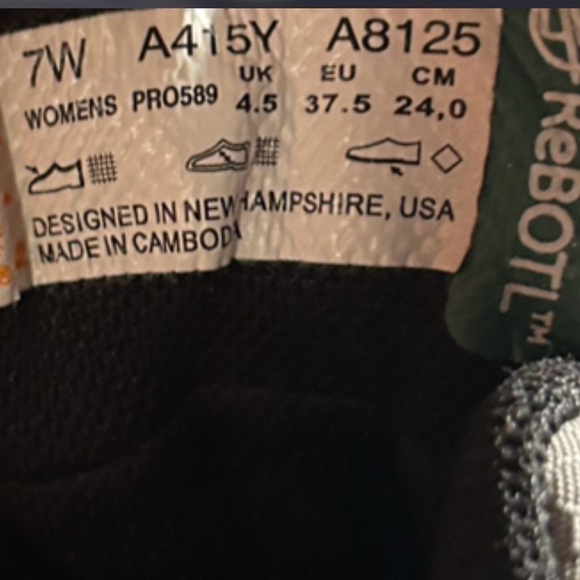 7W A415Y A8125
UK EU CM
WOMENS PRO589 4.5 37.5 24,0
DESIGNED IN NEW HAMPSHIRE, USA
MADE IN CAMBOD
ReBOTL™